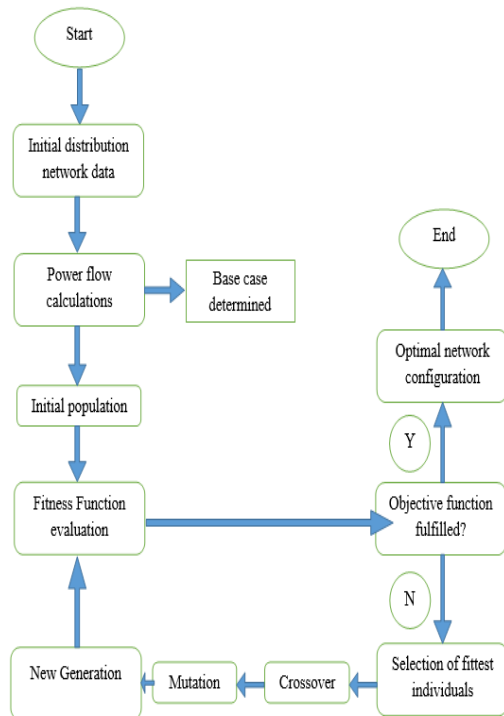 Start
Initial distribution
network data
Power flow
calculations
Base case
determined
Initial population
Fitness Function
evaluation
End
Optimal network
configuration
Y
Objective function
fulfilled?
N
Selection of fittest
individuals
Crossover
Mutation
New Generation